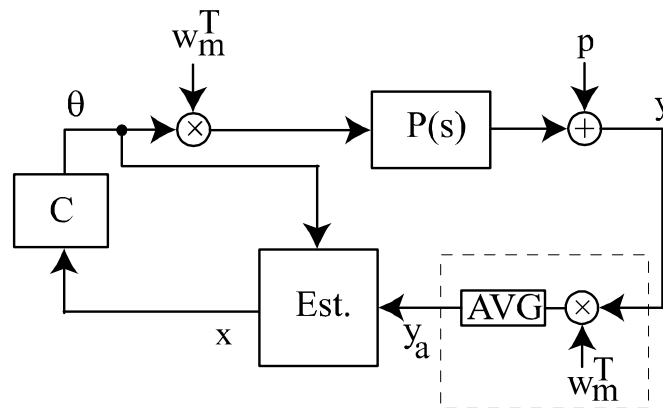 w_m^T
p
θ
×
P(s)
+
y
C
Est.
AVG
×
x
y_a
w_m^T